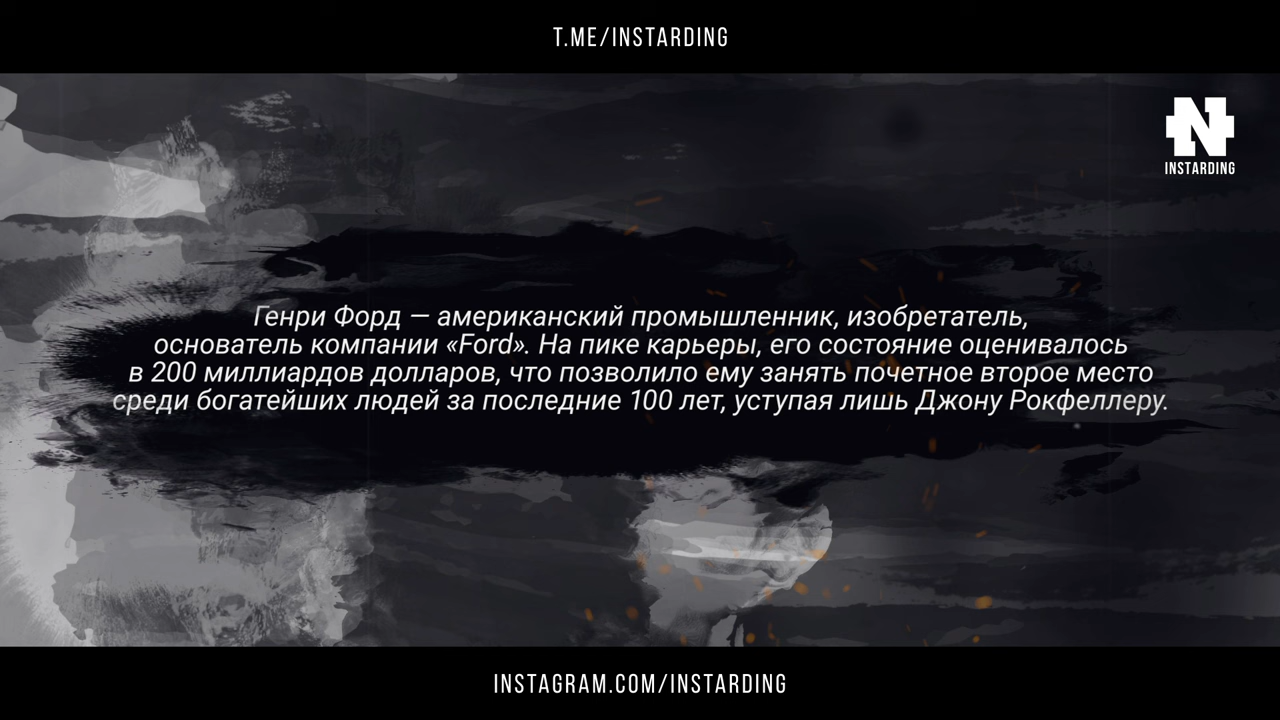 T.ME/INSTARDING
N
INSTARDING
Генри Форд — американский промышленник, изобретатель,
основатель компании «Ford». На пике карьеры, его состояние оценивалось
в 200 миллиардов долларов, что позволило ему занять почетное второе место
среди богатейших людей за последние 100 лет, уступая лишь Джону Рокфеллеру.
INSTAGRAM.COM/INSTARDING